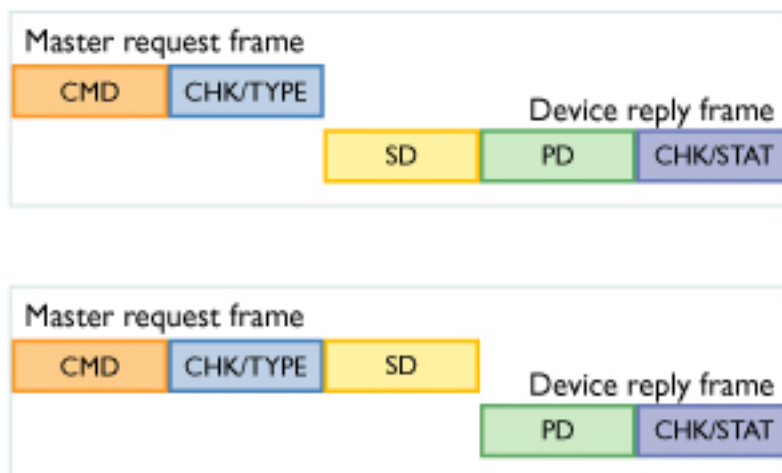 Master request frame
CMD CHK/TYPE
Device reply frame
SD PD CHK/STAT
Master request frame
CMD CHK/TYPE SD
Device reply frame
PD CHK/STAT